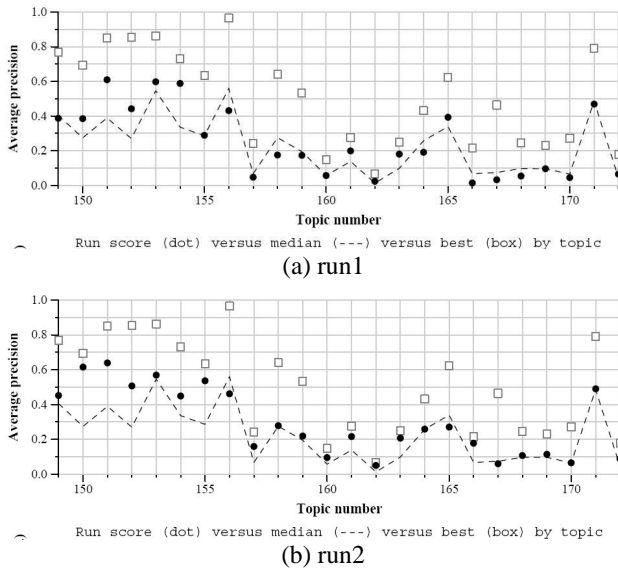 1.0
0.8
0.6
0.4
0.2
0.0
Average precision
150 155 160 165 170
Topic number
Run score (dot) versus median (---) versus best (box) by topic
(a) run1
1.0
0.8
0.6
0.4
0.2
0.0
Average precision
150 155 160 165 170
Topic number
Run score (dot) versus median (---) versus best (box) by topic
(b) run2